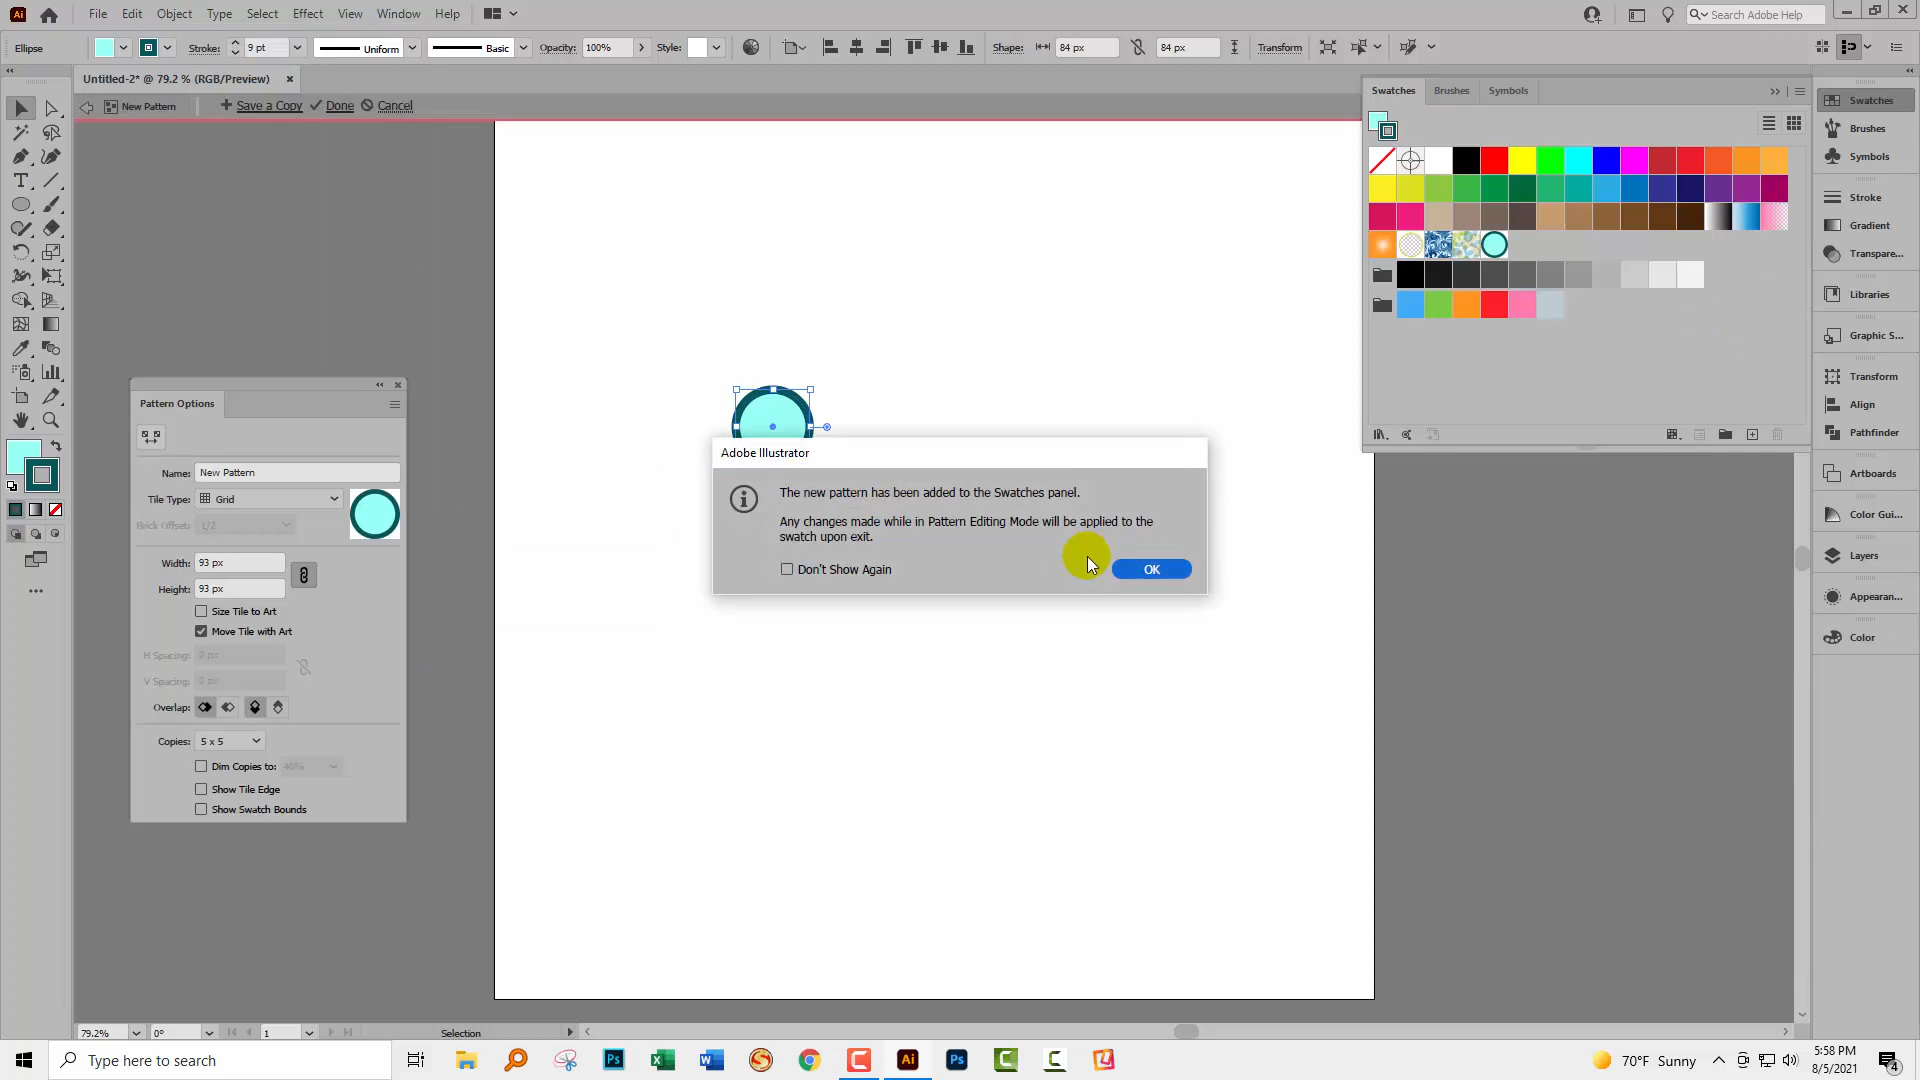 Ai File Edit Object Type Select Effect View Window Help Search Adobe Help
Ellipse Stroke: 9 pt Uniform Basic Opacity: 100% Style: Shape: 84 px 84 px Transform
Untitled-2* @ 79.2 % (RGB/Preview)
New Pattern Save a Copy Done Cancel
Swatches Brushes Symbols
Swatches
Brushes
Symbols
Stroke
Gradient
Transpare...
Libraries
Graphic S...
Transform
Align
Pathfinder
Artboards
Color Gui...
Layers
Appearan...
Color
Pattern Options
Name: New Pattern
Tile Type: Grid
Brick Offset: 1/2
Width: 93 px
Height: 93 px
Size Tile to Art
Move Tile with Art
H Spacing: 0 px
V Spacing: 0 px
Overlap:
Copies: 5 x 5
Dim Copies to: 40%
Show Tile Edge
Show Swatch Bounds
Adobe Illustrator
The new pattern has been added to the Swatches panel.
Any changes made while in Pattern Editing Mode will be applied to the
swatch upon exit.
Don't Show Again OK
79.2% 0° 1 Selection
Type here to search Ps Ai Ps 70°F Sunny
5:58 PM
8/5/2021
4